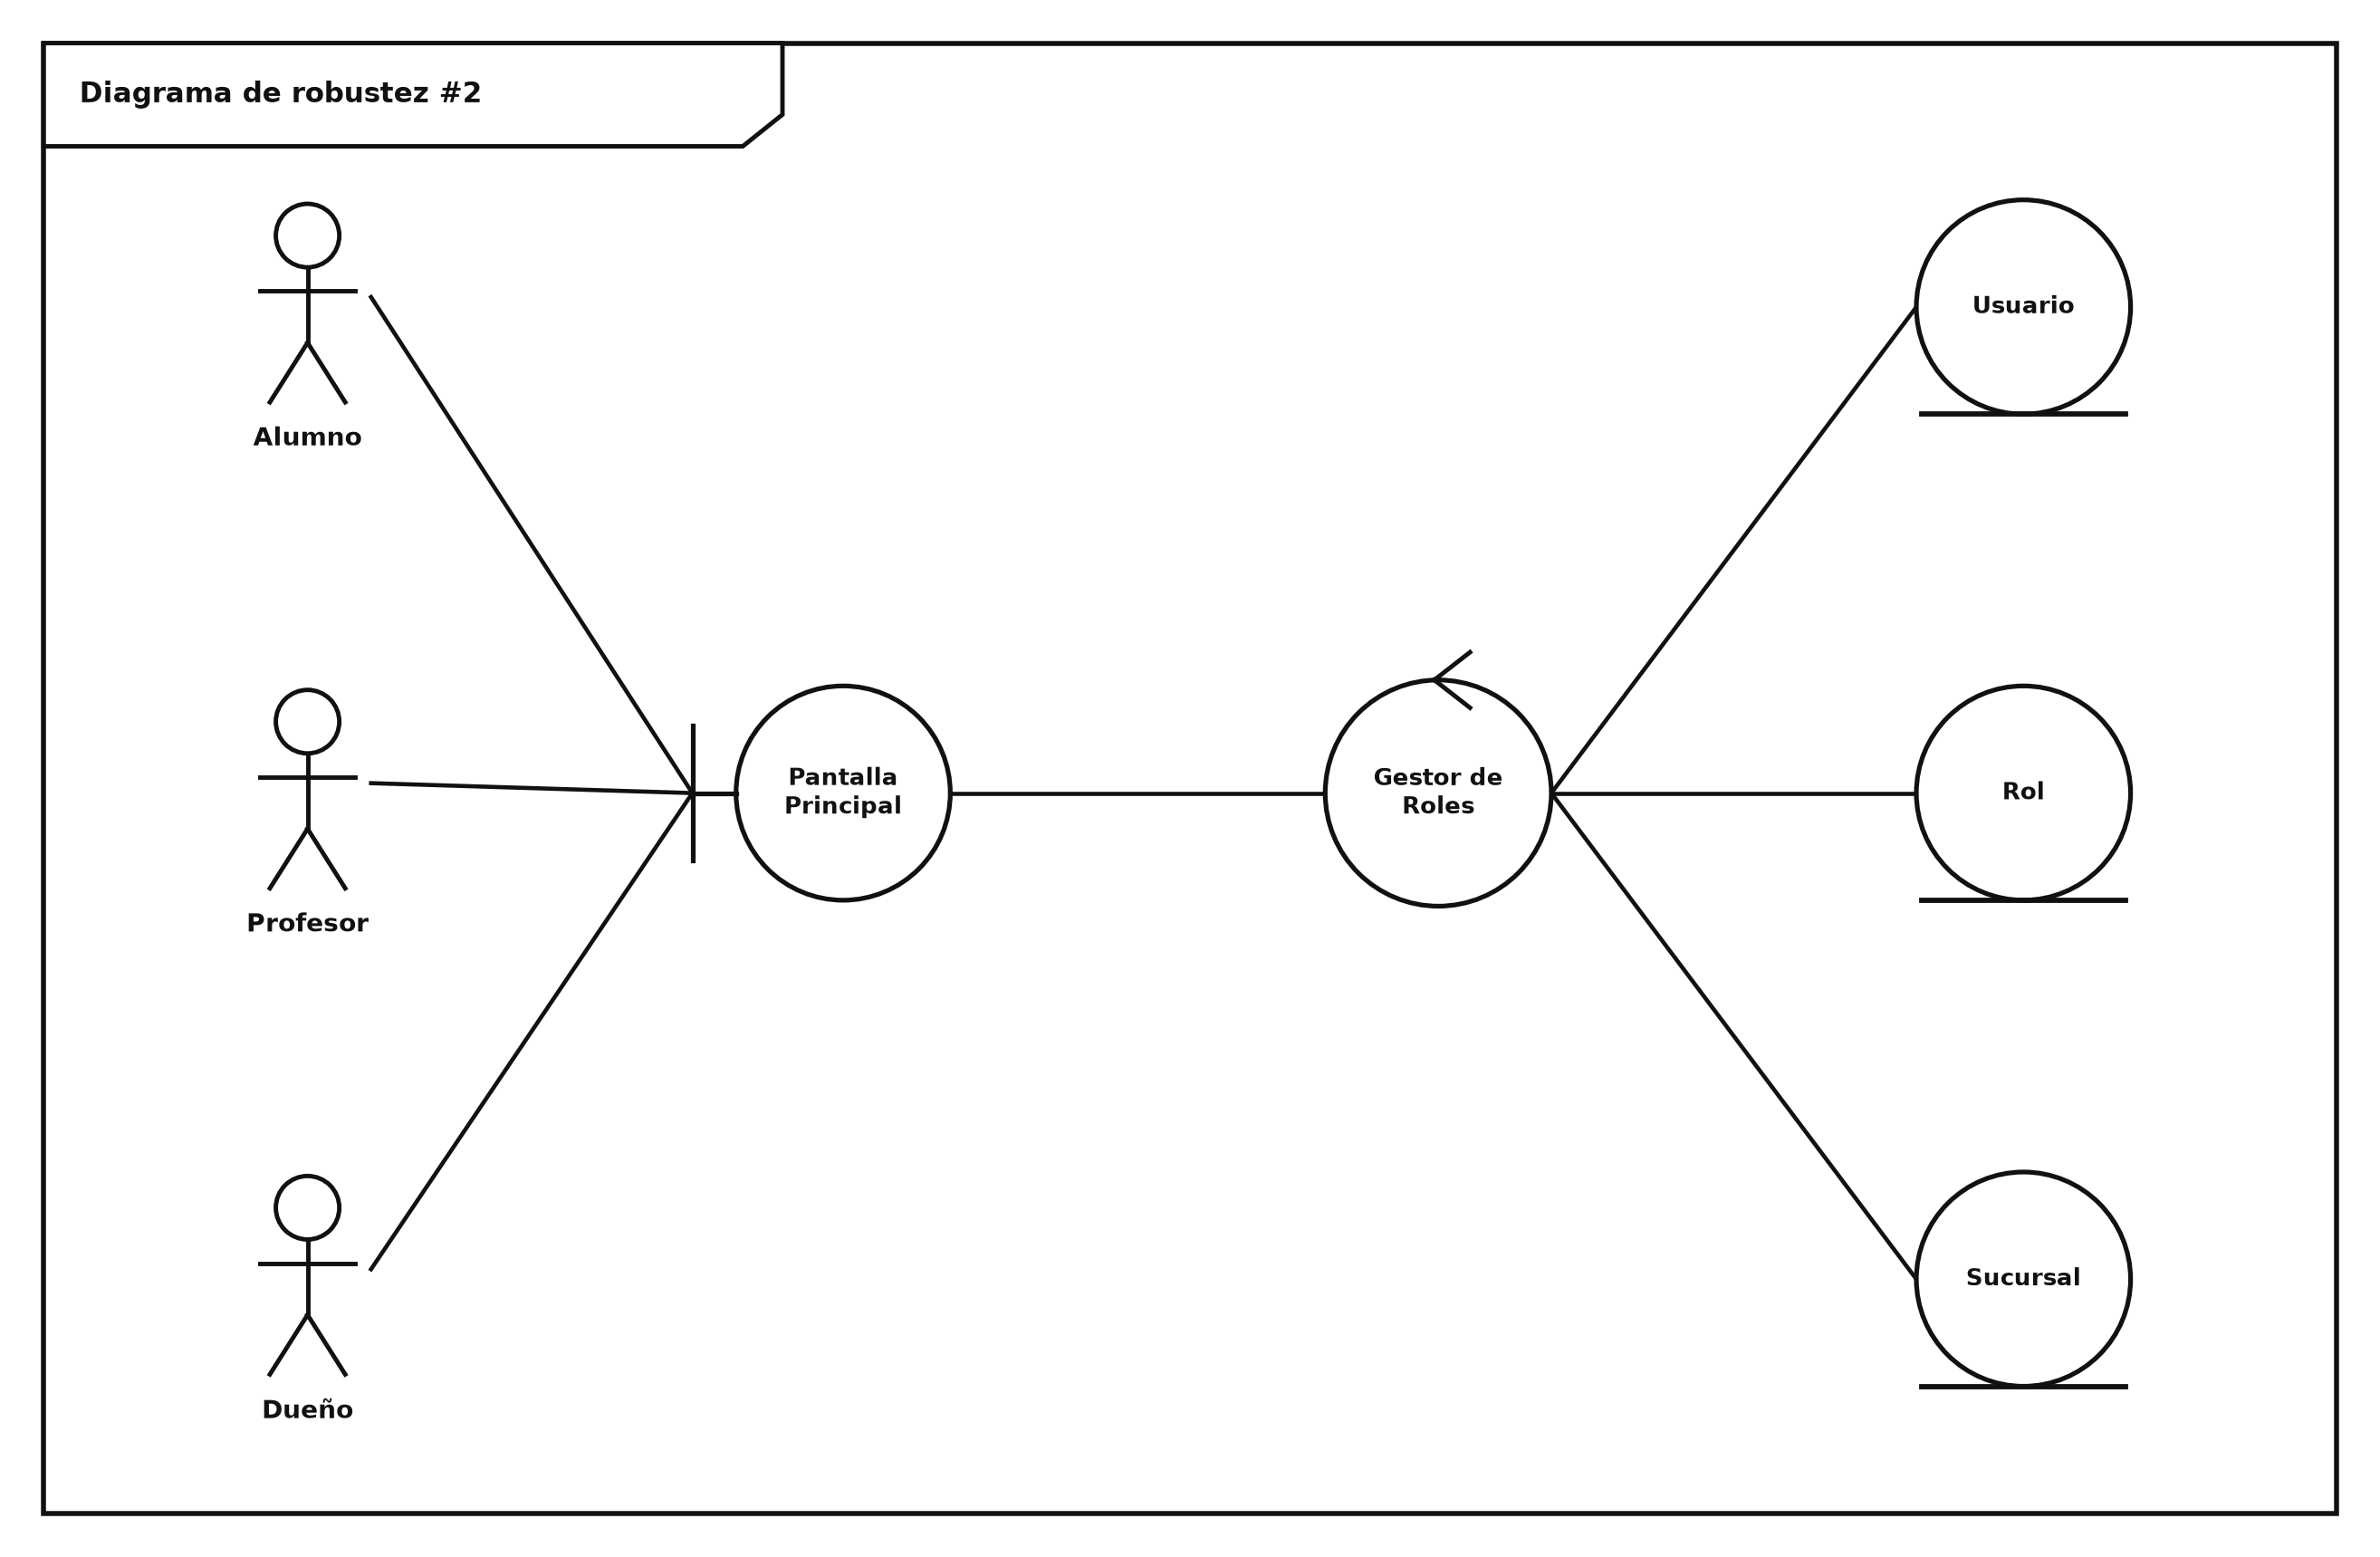 Diagrama de robustez #2
Alumno
Usuario
Profesor
Pantalla
Principal
Gestor de
Roles
Rol
Dueño
Sucursal